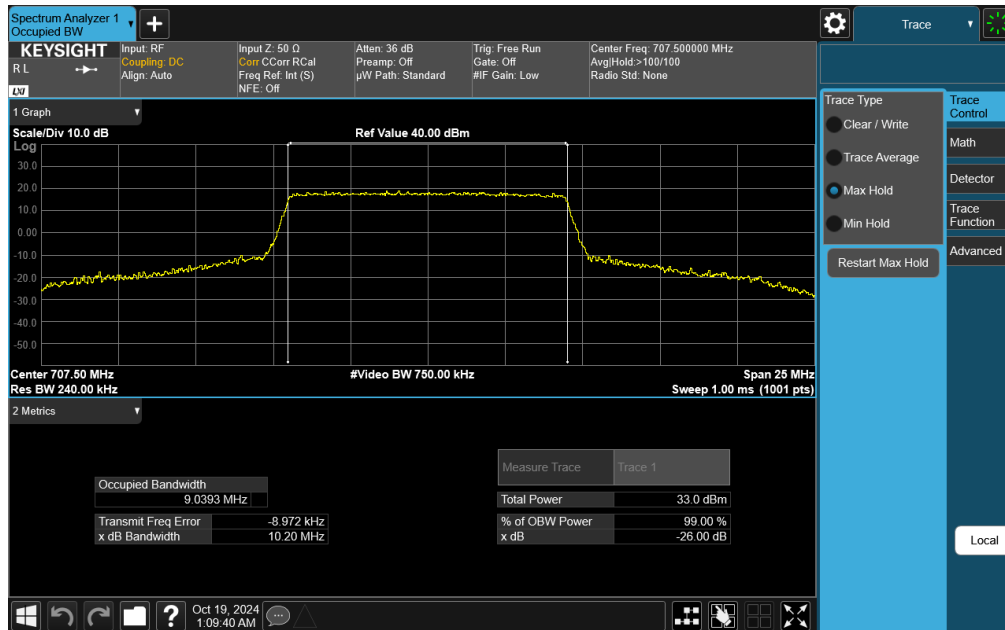 Spectrum Analyzer 1
Occupied BW
Trace
KEYSIGHT
R L
LXI
Input: RF
Coupling: DC
Align: Auto
Input Z: 50 Ω
Corr CCorr RCal
Freq Ref: Int (S)
NFE: Off
Atten: 36 dB
Preamp: Off
µW Path: Standard
Trig: Free Run
Gate: Off
#IF Gain: Low
Center Freq: 707.500000 MHz
Avg|Hold:>100/100
Radio Std: None
1 Graph
Scale/Div 10.0 dB
Ref Value 40.00 dBm
Log
30.0
20.0
10.0
0.00
-10.0
-20.0
-30.0
-40.0
-50.0
Center 707.50 MHz
#Video BW 750.00 kHz
Span 25 MHz
Res BW 240.00 kHz
Sweep 1.00 ms (1001 pts)
2 Metrics
Measure Trace
Trace 1
Occupied Bandwidth
9.0393 MHz
Total Power
33.0 dBm
Transmit Freq Error
-8.972 kHz
% of OBW Power
99.00 %
x dB Bandwidth
10.20 MHz
x dB
-26.00 dB
Trace Type
Clear / Write
Trace Average
Max Hold
Min Hold
Restart Max Hold
Trace
Control
Math
Detector
Trace
Function
Advanced
Local
?
Oct 19, 2024
1:09:40 AM